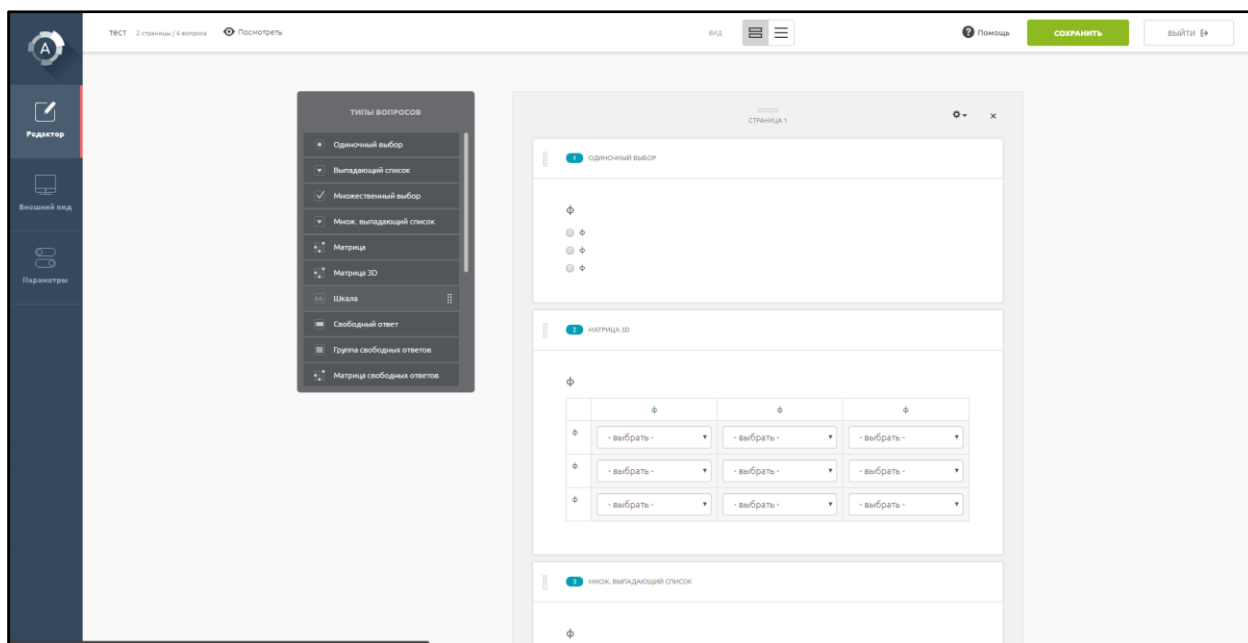 A
ТЕСТ 2 страницы / 4 вопроса Посмотреть ВИД Помощь СОХРАНИТЬ ВЫЙТИ
Редактор
Внешний вид
Параметры
ТИПЫ ВОПРОСОВ
Одиночный выбор
Выпадающий список
Множественный выбор
Множ. выпадающий список
Матрица
Матрица 3D
Шкала
Свободный ответ
Группа свободных ответов
Матрица свободных ответов
СТРАНИЦА 1
1 ОДИНОЧНЫЙ ВЫБОР
ф
ф
ф
ф
2 МАТРИЦА 3D
ф
ф ф ф
ф - выбрать - - выбрать - - выбрать -
ф - выбрать - - выбрать - - выбрать -
ф - выбрать - - выбрать - - выбрать -
3 МНОЖ. ВЫПАДАЮЩИЙ СПИСОК
ф